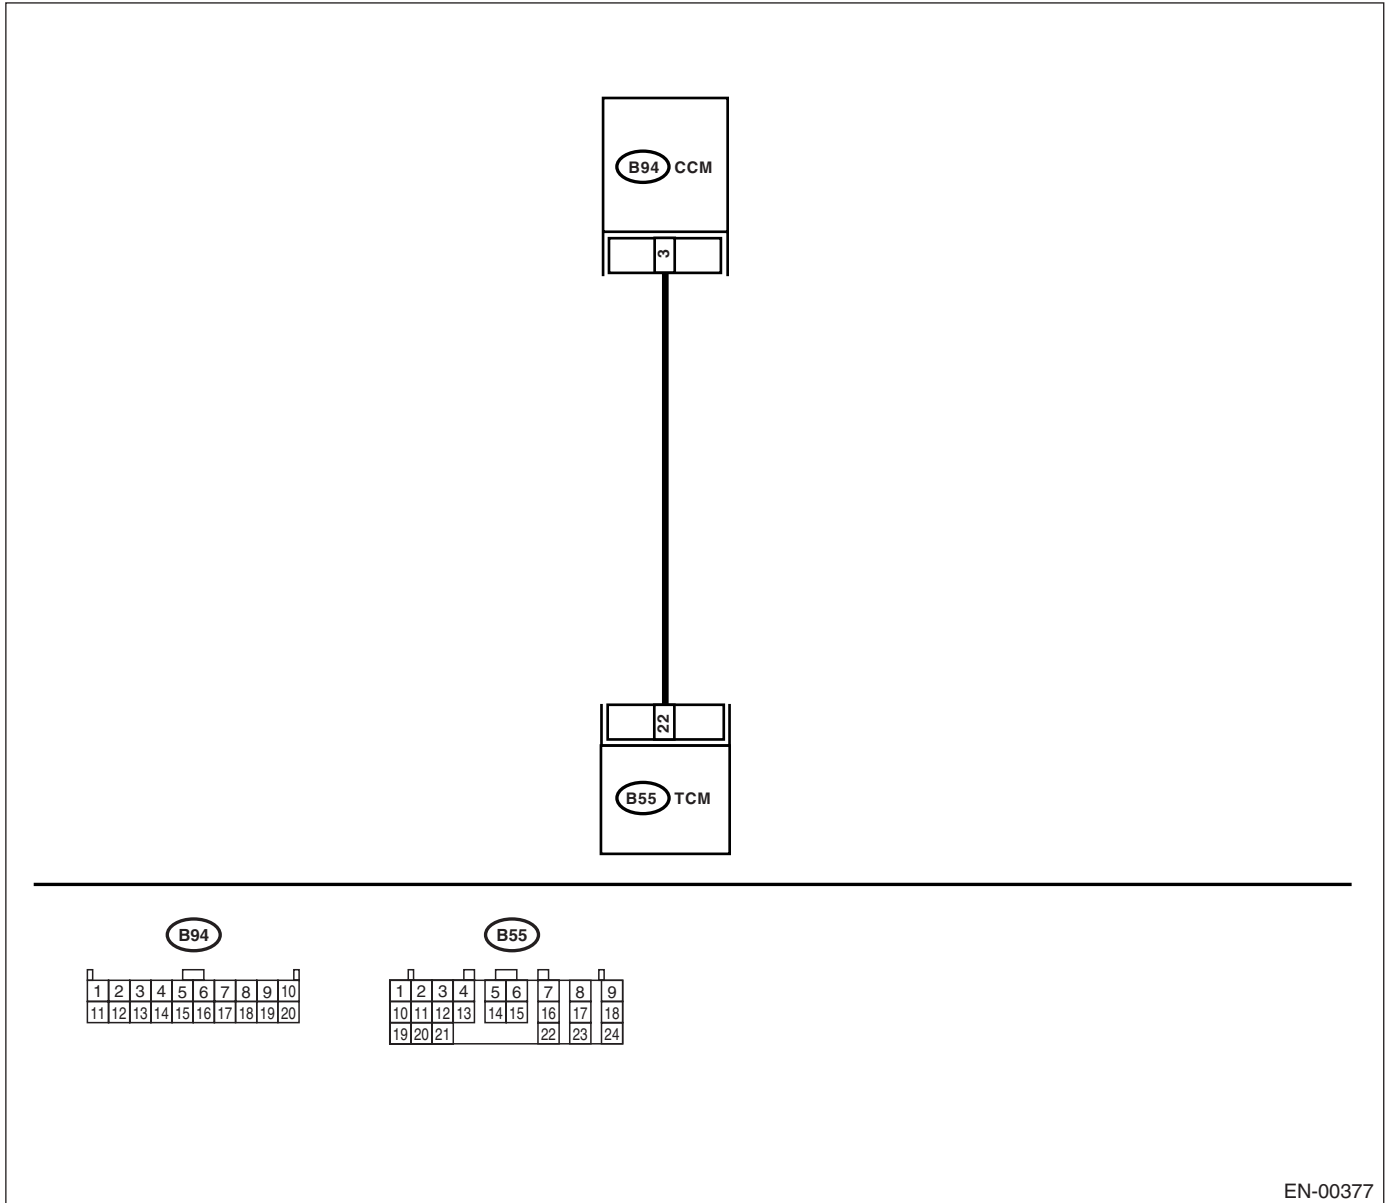 B94 CCM
3
22
B55 TCM
B94
B55
1 2 3 4 5 6 7 8 9 10
11 12 13 14 15 16 17 18 19 20
1 2 3 4 5 6 7 8 9
10 11 12 13 14 15 16 17 18
19 20 21 22 23 24
EN-00377